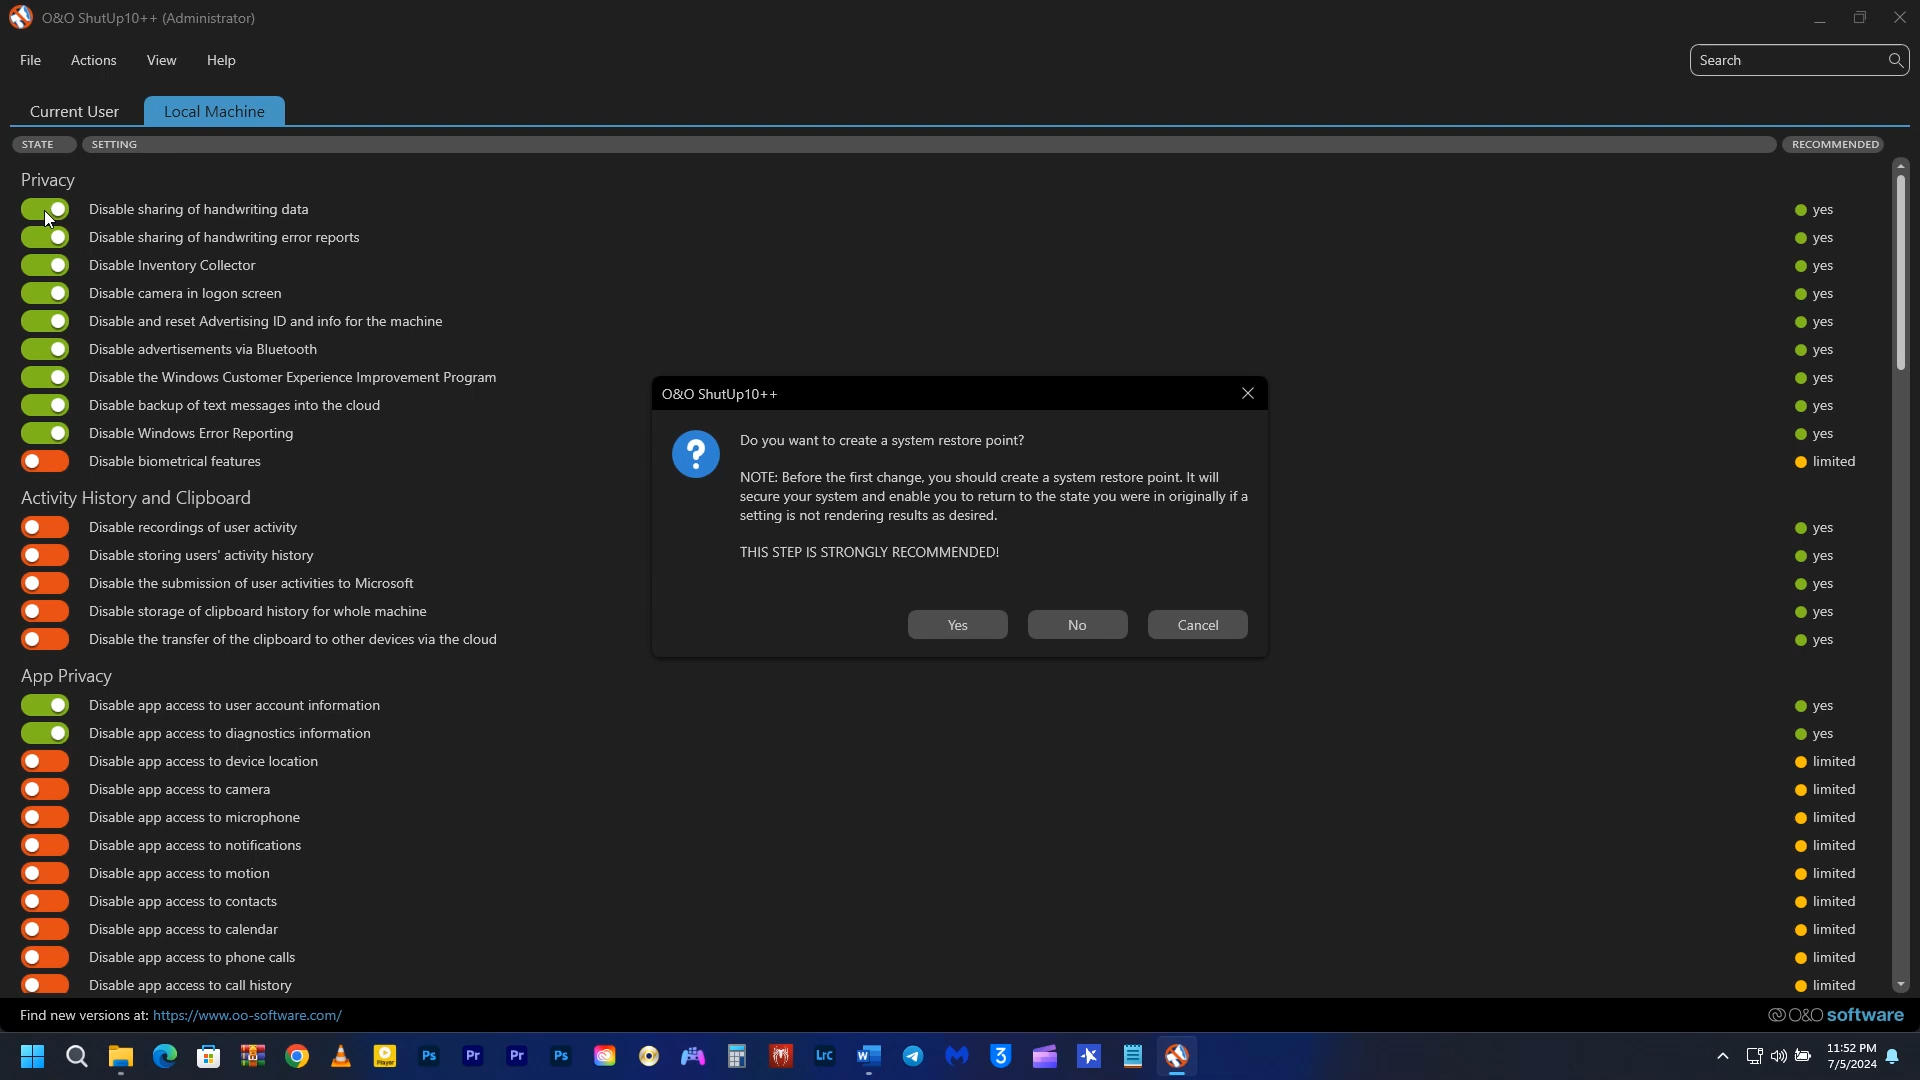 O&O ShutUp10++ (Administrator)
File Actions View Help
Search
Current User Local Machine
STATE SETTING RECOMMENDED
Privacy
Disable sharing of handwriting data yes
Disable sharing of handwriting error reports yes
Disable Inventory Collector yes
Disable camera in logon screen yes
Disable and reset Advertising ID and info for the machine yes
Disable advertisements via Bluetooth yes
Disable the Windows Customer Experience Improvement Program yes
Disable backup of text messages into the cloud yes
Disable Windows Error Reporting yes
Disable biometrical features limited
Activity History and Clipboard
Disable recordings of user activity yes
Disable storing users' activity history yes
Disable the submission of user activities to Microsoft yes
Disable storage of clipboard history for whole machine yes
Disable the transfer of the clipboard to other devices via the cloud yes
App Privacy
Disable app access to user account information yes
Disable app access to diagnostics information yes
Disable app access to device location limited
Disable app access to camera limited
Disable app access to microphone limited
Disable app access to notifications limited
Disable app access to motion limited
Disable app access to contacts limited
Disable app access to calendar limited
Disable app access to phone calls limited
Disable app access to call history limited
O&O ShutUp10++
Do you want to create a system restore point?
NOTE: Before the first change, you should create a system restore point. It will
secure your system and enable you to return to the state you were in originally if a
setting is not rendering results as desired.
THIS STEP IS STRONGLY RECOMMENDED!
Yes No Cancel
Find new versions at: https://www.oo-software.com/
O&O software
Player Ps Pr Pr Ps LrC W 3
11:52 PM
7/5/2024